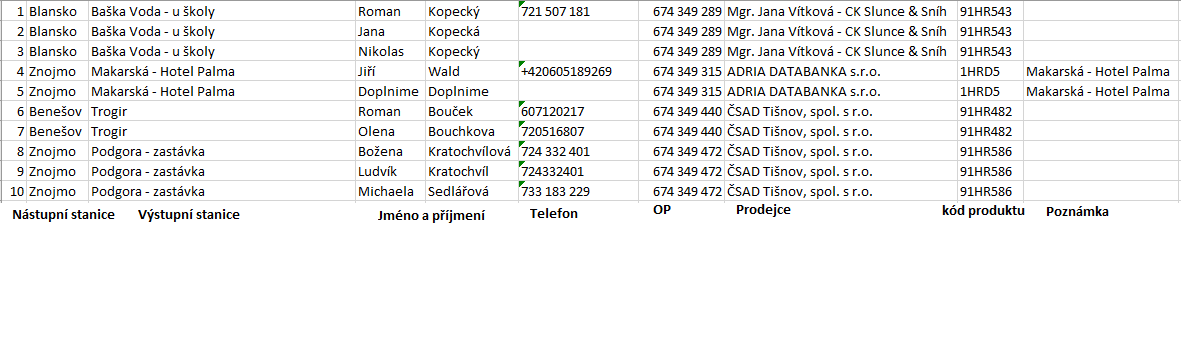 1 Blansko Baška Voda - u školy Roman Kopecký 721 507 181 674 349 289 Mgr. Jana Vítková - CK Slunce & Sníh 91HR543
2 Blansko Baška Voda - u školy Jana Kopecká 674 349 289 Mgr. Jana Vítková - CK Slunce & Sníh 91HR543
3 Blansko Baška Voda - u školy Nikolas Kopecký 674 349 289 Mgr. Jana Vítková - CK Slunce & Sníh 91HR543
4 Znojmo Makarská - Hotel Palma Jiří Wald +420605189269 674 349 315 ADRIA DATABANKA s.r.o. 1HRD5 Makarská - Hotel Palma
5 Znojmo Makarská - Hotel Palma Doplnime Doplnime 674 349 315 ADRIA DATABANKA s.r.o. 1HRD5 Makarská - Hotel Palma
6 Benešov Trogir Roman Bouček 607120217 674 349 440 ČSAD Tišnov, spol. s r.o. 91HR482
7 Benešov Trogir Olena Bouchkova 720516807 674 349 440 ČSAD Tišnov, spol. s r.o. 91HR482
8 Znojmo Podgora - zastávka Božena Kratochvílová 724 332 401 674 349 472 ČSAD Tišnov, spol. s r.o. 91HR586
9 Znojmo Podgora - zastávka Ludvík Kratochvíl 724332401 674 349 472 ČSAD Tišnov, spol. s r.o. 91HR586
10 Znojmo Podgora - zastávka Michaela Sedlářová 733 183 229 674 349 472 ČSAD Tišnov, spol. s r.o. 91HR586
Nástupní stanice Výstupní stanice Jméno a příjmení Telefon OP Prodejce kód produktu Poznámka